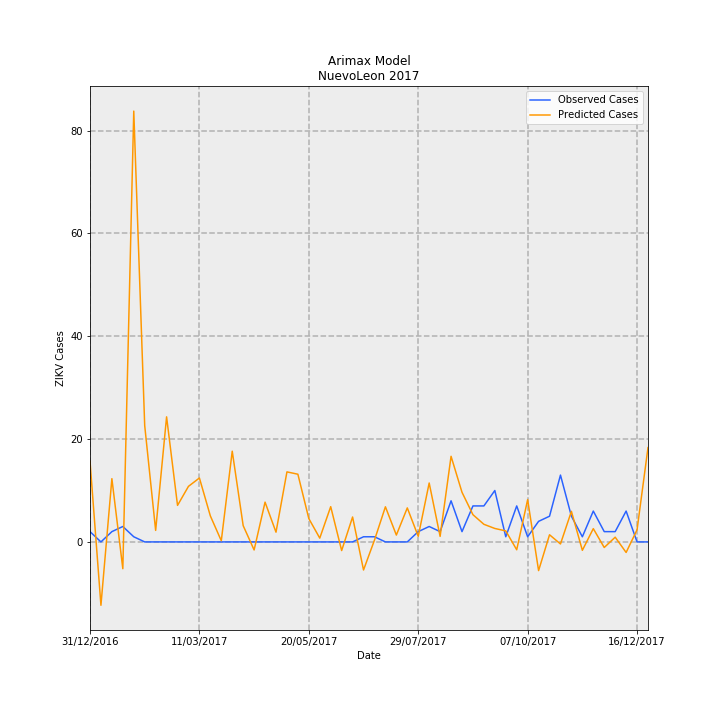 Arimax Model
NuevoLeon 2017
Observed Cases
Predicted Cases
80
60
40
20
0
ZIKV Cases
31/12/2016
11/03/2017
20/05/2017
29/07/2017
07/10/2017
16/12/2017
Date